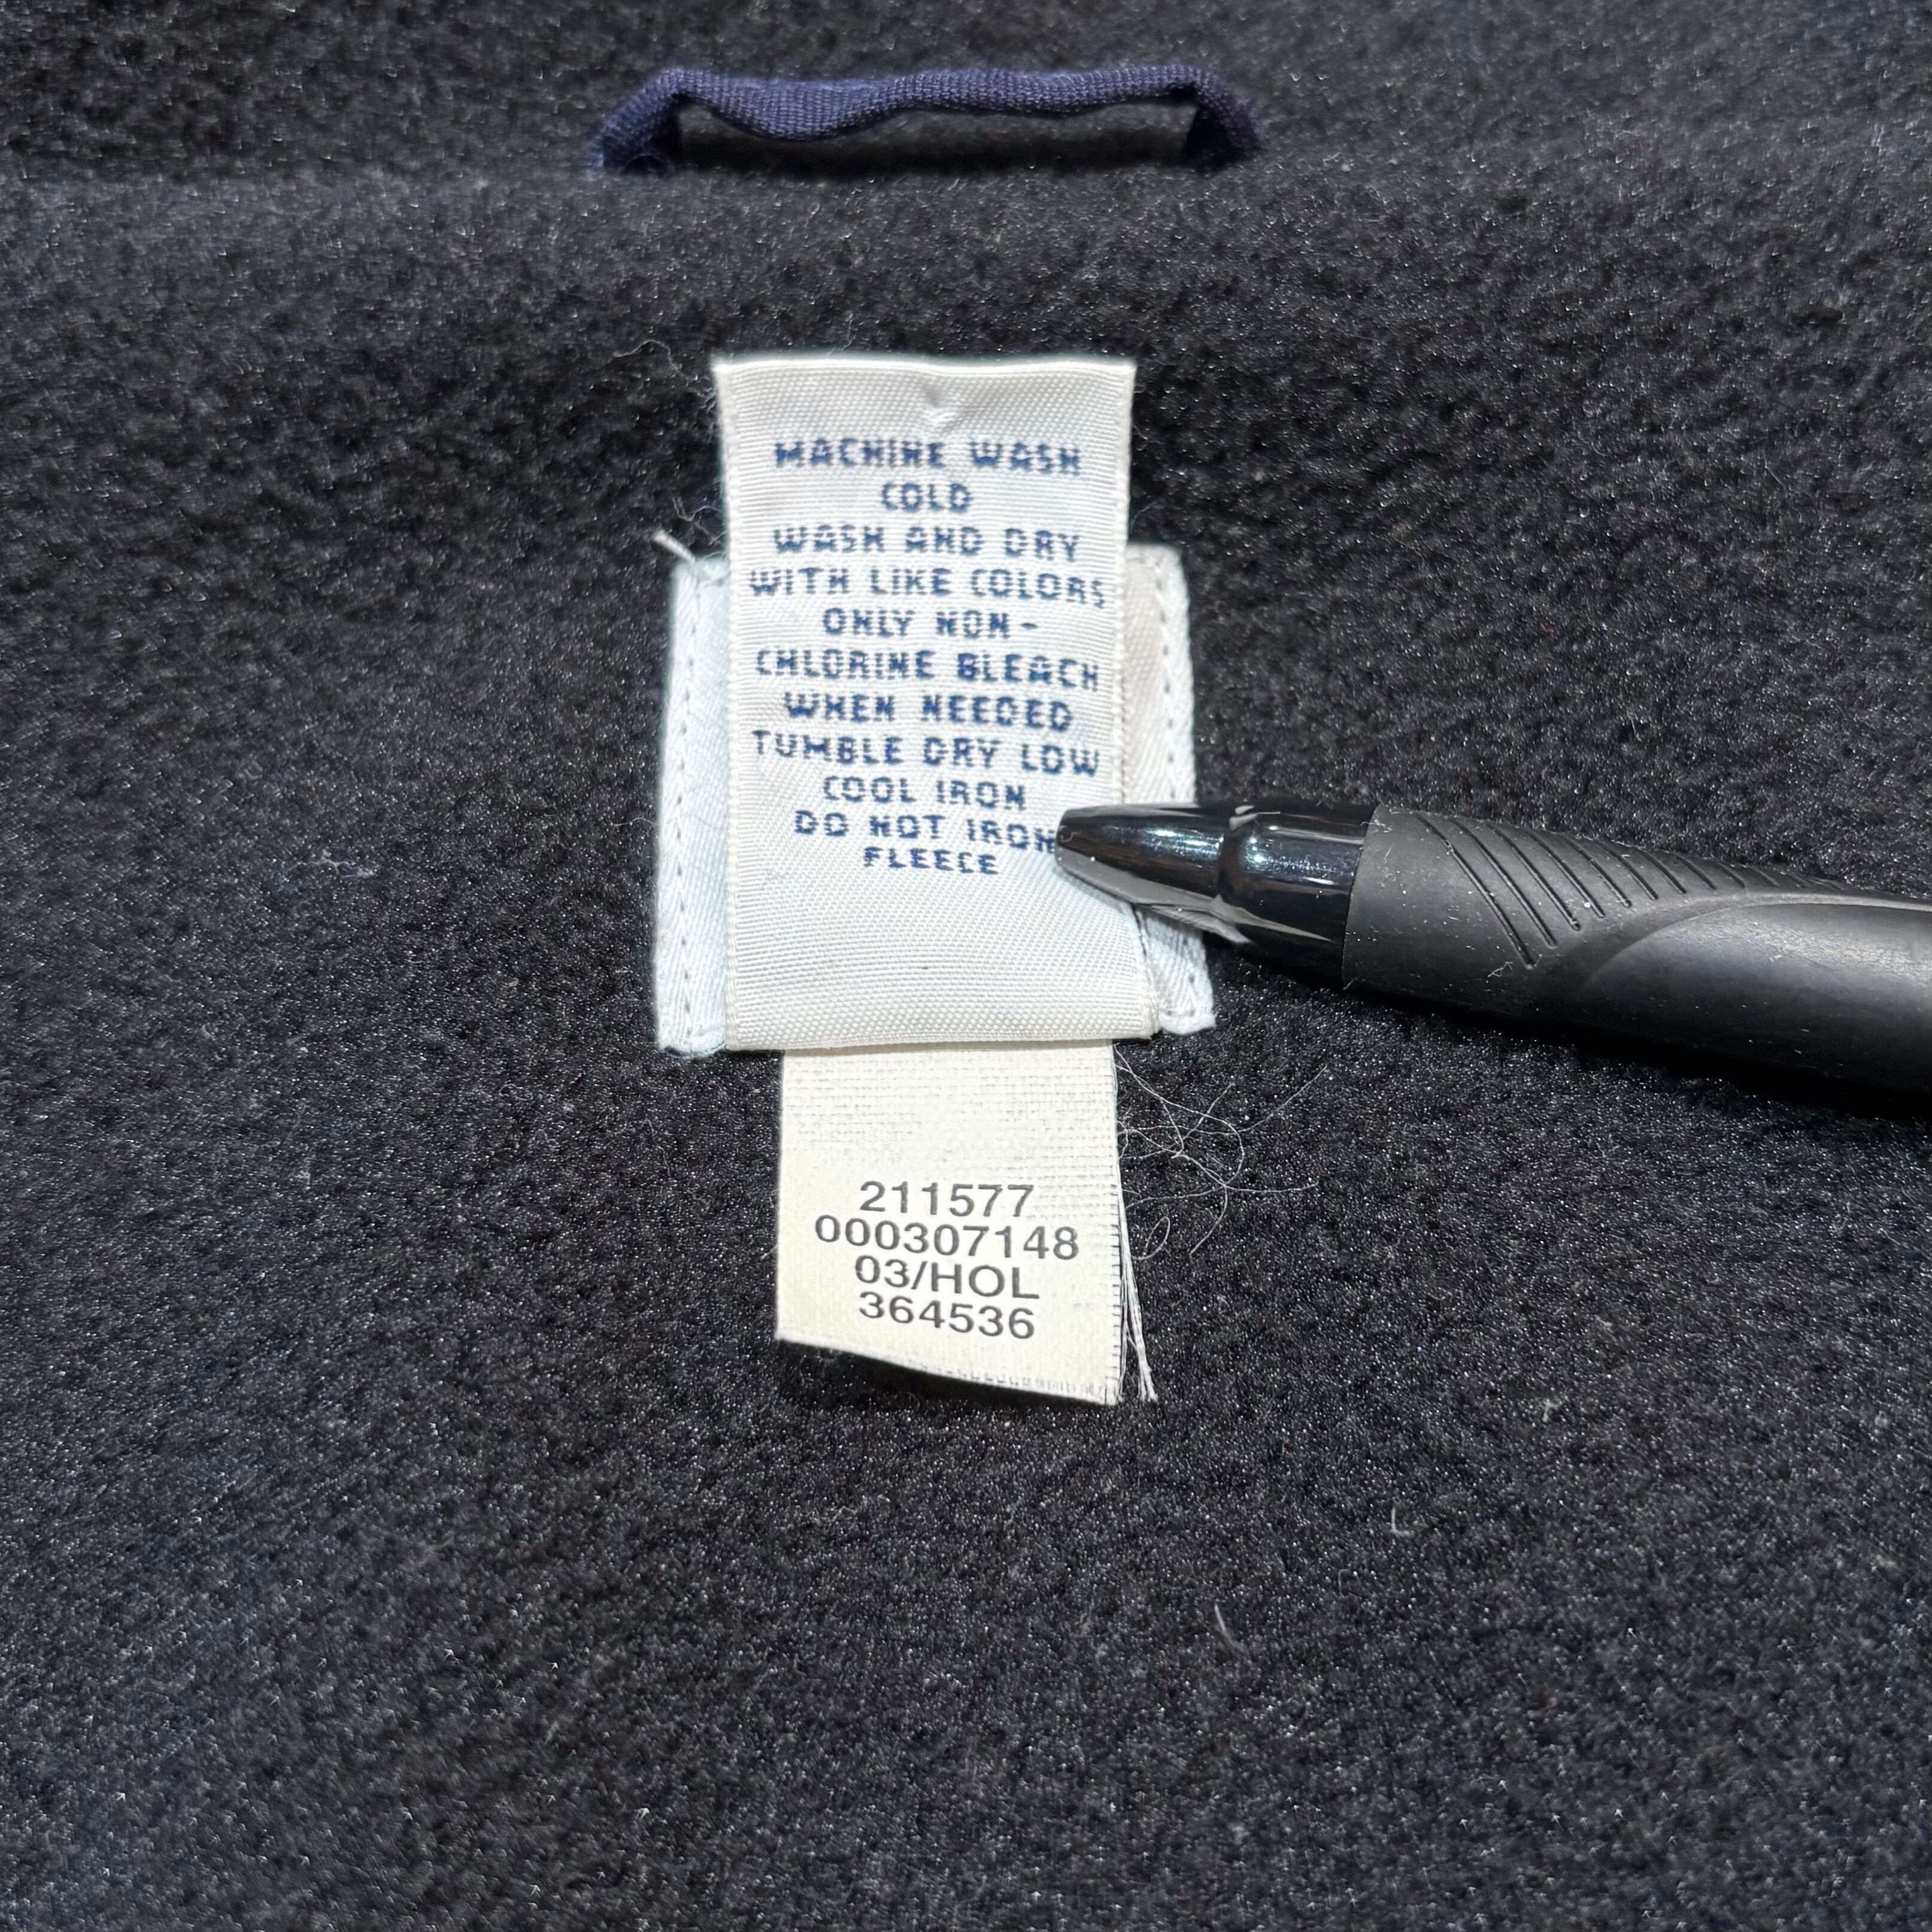 MACHINE WASH
COLD
WASH AND DRY
WITH LIKE COLORS
ONLY NON-
CHLORINE BLEACH
WHEN NEEDED
TUMBLE DRY LOW
COOL IRON
DO NOT IRON
FLEECE
211577
000307148
03/HOL
364536